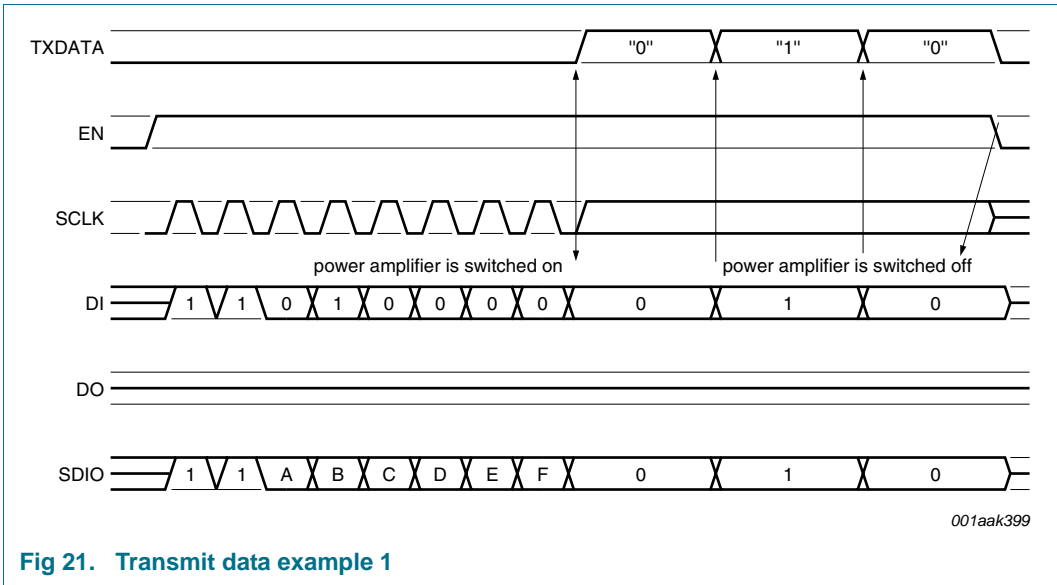 TXDATA "0" "1" "0"
EN
SCLK
power amplifier is switched on power amplifier is switched off
DI 1 1 0 1 0 0 0 0 0 1 0
DO
SDIO 1 1 A B C D E F 0 1 0
001aak399
Fig 21. Transmit data example 1